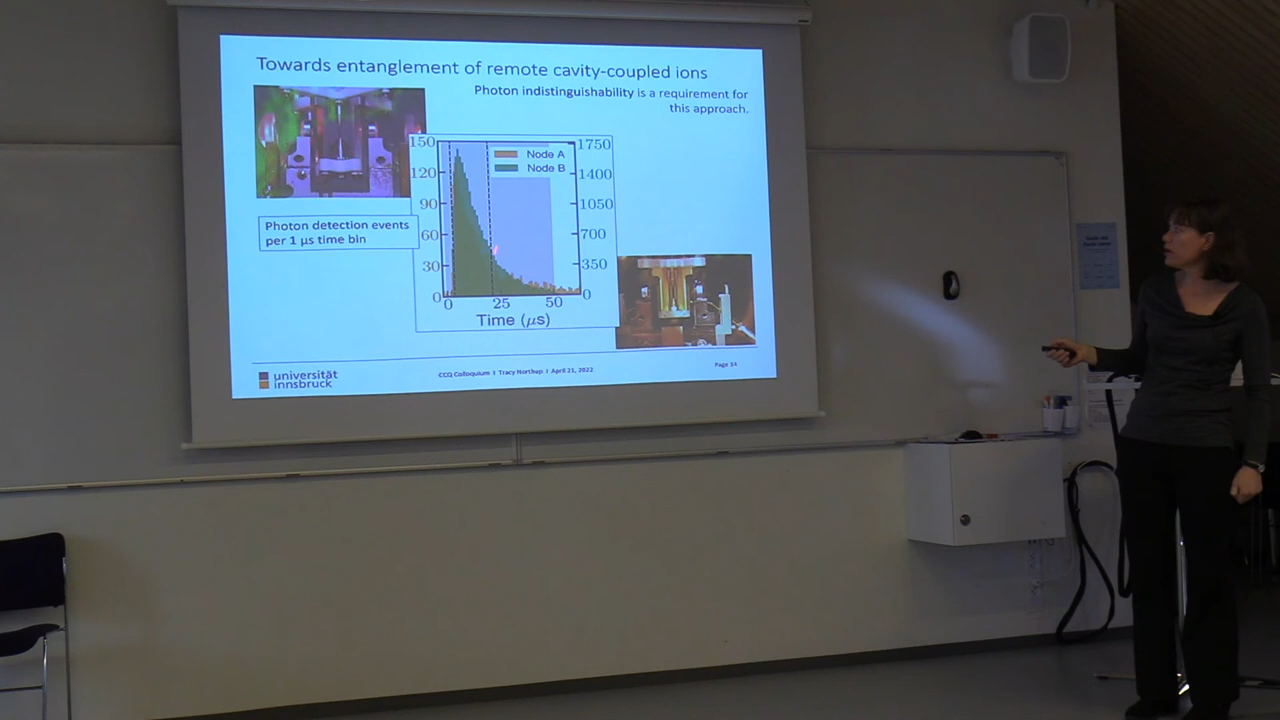 Towards entanglement of remote cavity-coupled ions
Photon indistinguishability is a requirement for
this approach.
150
120
90
60
30
0
Node A
Node B
1750
1400
1050
700
350
0
0
25
50
Time (μs)
Photon detection events
per 1 μs time bin
universität
innsbruck
CCQ Colloquium I Tracy Northup I April 21, 2022
Page 34